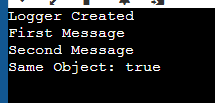 Logger Created
First Message
Second Message
Same Object: true